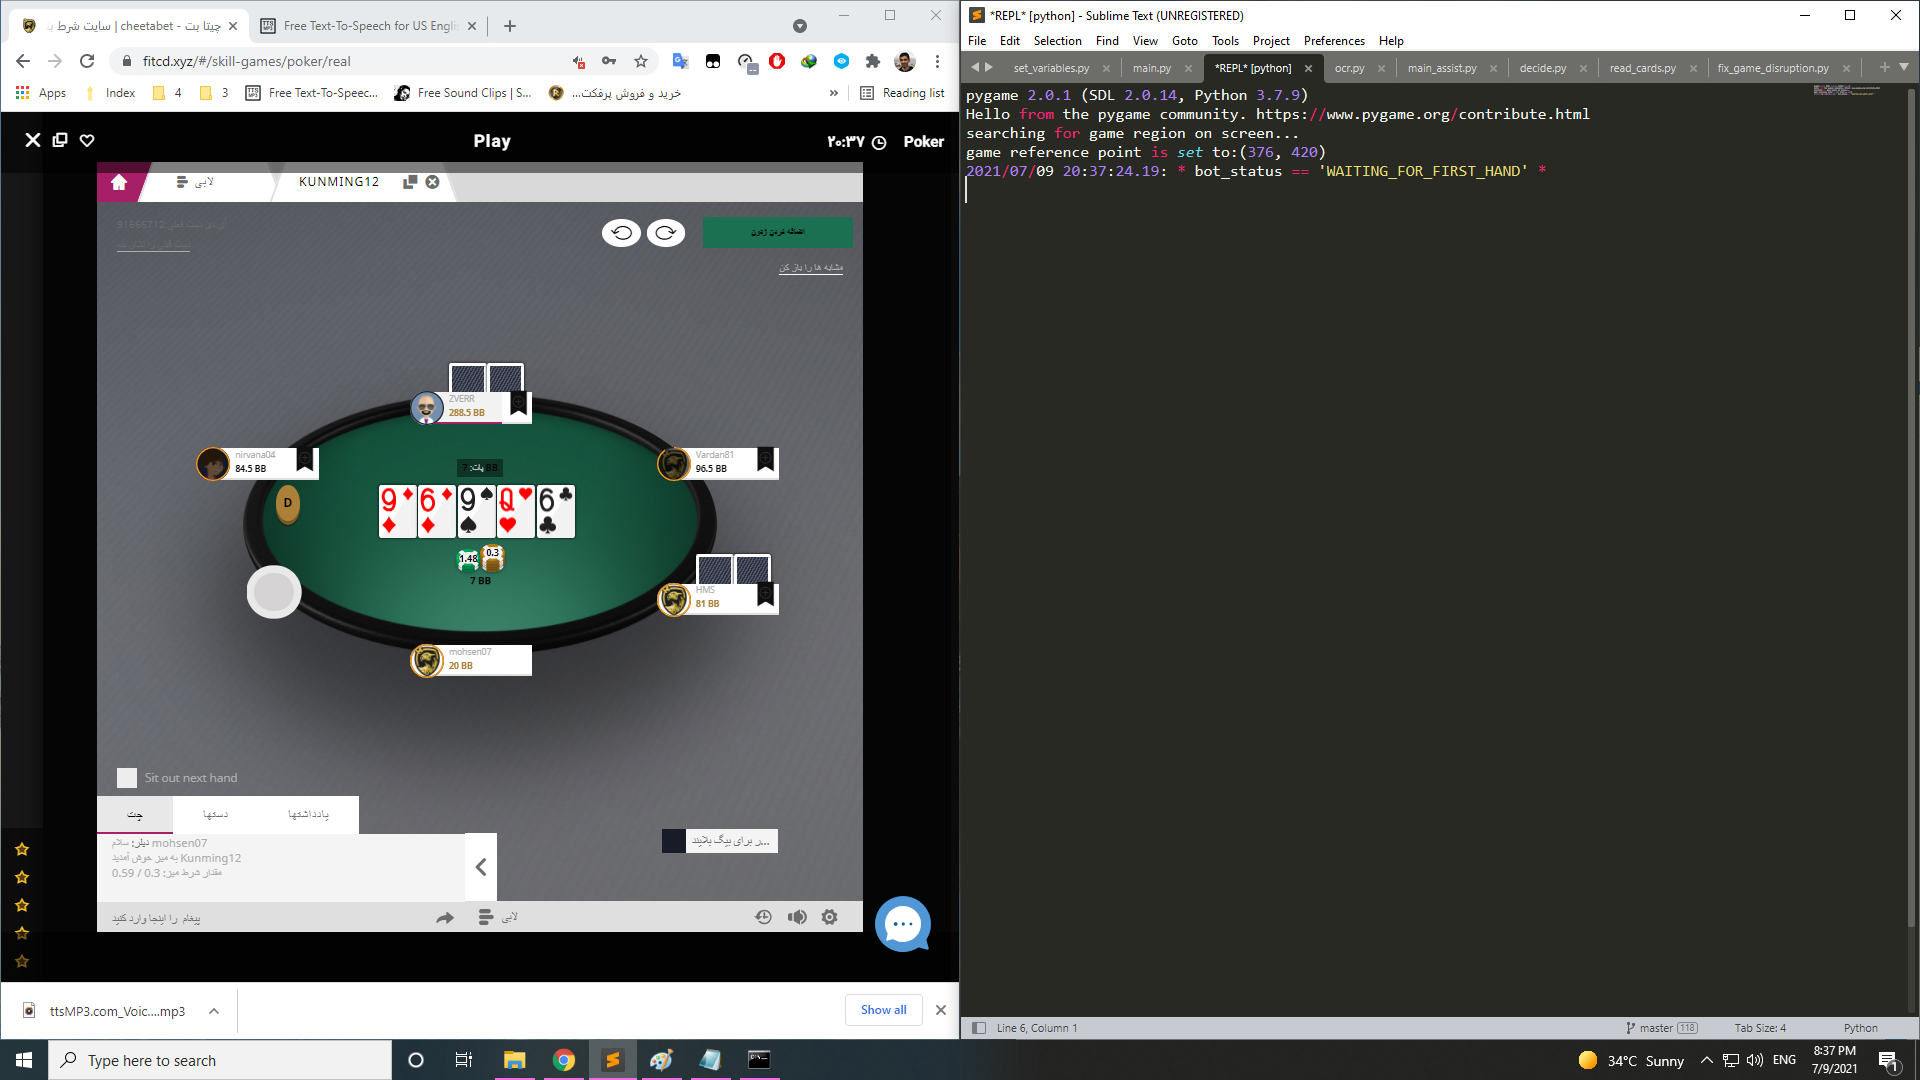 چیتا بت - cheetabet | سایت شرط ب
Free Text-To-Speech for US Engli
fitcd.xyz/#/skill-games/poker/real
Apps
Index
4
3
Free Text-To-Speec...
Free Sound Clips | S...
خرید و فروش پرفکت...
»
Reading list
Play
۲۰:۳۷
Poker
لابی
KUNMING12
اضافه کردن ژتون
مشابه ها را باز کن
ZVERR
288.5 BB
nirvana04
84.5 BB
Vardan81
96.5 BB
پات: 7 BB
D
9 6 9 Q 6
1.48 0.3
7 BB
HMS
81 BB
mohsen07
20 BB
Sit out next hand
چت
دستها
یادداشتها
دیلر: سلام mohsen07
به میز خوش آمدید Kunming12
مقدار شرط میز: 0.3 / 0.59
...ر برای بیگ بلایند
پیغام را اینجا وارد کنید
لابی
ttsMP3.com_Voic....mp3
Show all
*REPL* [python] - Sublime Text (UNREGISTERED)
File Edit Selection Find View Goto Tools Project Preferences Help
set_variables.py
main.py
*REPL* [python]
ocr.py
main_assist.py
decide.py
read_cards.py
fix_game_disruption.py
pygame 2.0.1 (SDL 2.0.14, Python 3.7.9)
Hello from the pygame community. https://www.pygame.org/contribute.html
searching for game region on screen...
game reference point is set to:(376, 420)
2021/07/09 20:37:24.19: * bot_status == 'WAITING_FOR_FIRST_HAND' *
Line 6, Column 1
master 118
Tab Size: 4
Python
Type here to search
34°C Sunny
ENG
8:37 PM
7/9/2021
1